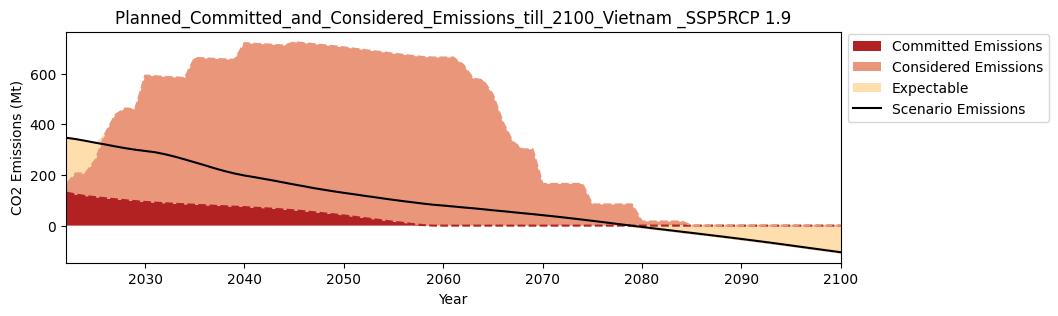 Planned_Committed_and_Considered_Emissions_till_2100_Vietnam _SSP5RCP 1.9
Committed Emissions
Considered Emissions
Expectable
Scenario Emissions
CO2 Emissions (Mt)
600
400
200
0
2030 2040 2050 2060 2070 2080 2090 2100
Year